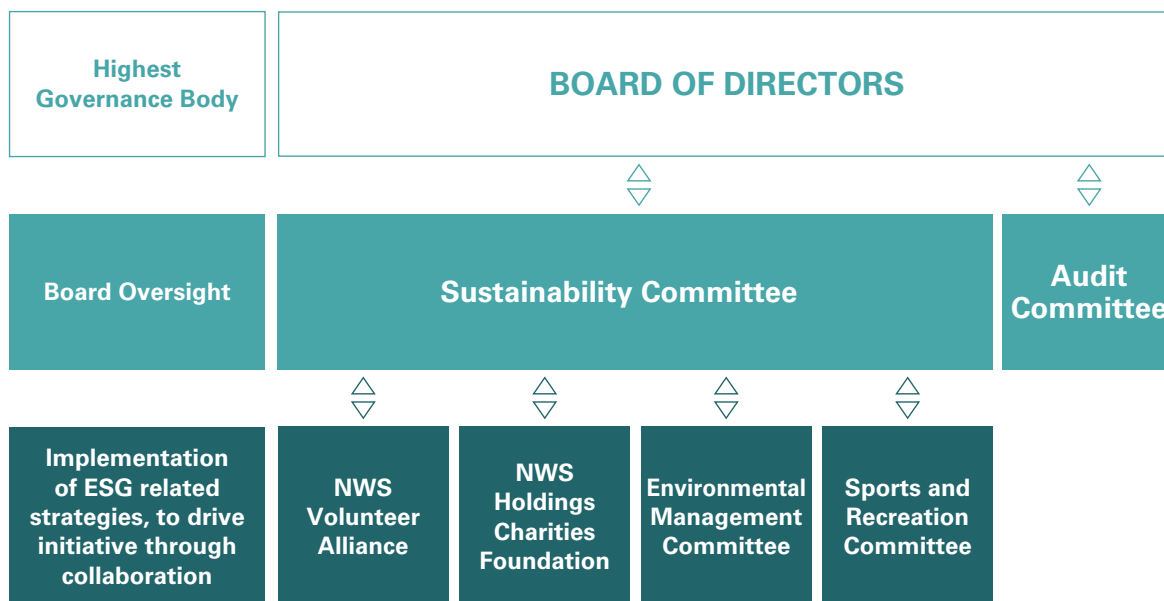 Highest
Governance Body
BOARD OF DIRECTORS
Board Oversight
Sustainability Committee
Audit
Committee
Implementation
of ESG related
strategies, to drive
initiative through
collaboration
NWS
Volunteer
Alliance
NWS
Holdings
Charities
Foundation
Environmental
Management
Committee
Sports and
Recreation
Committee